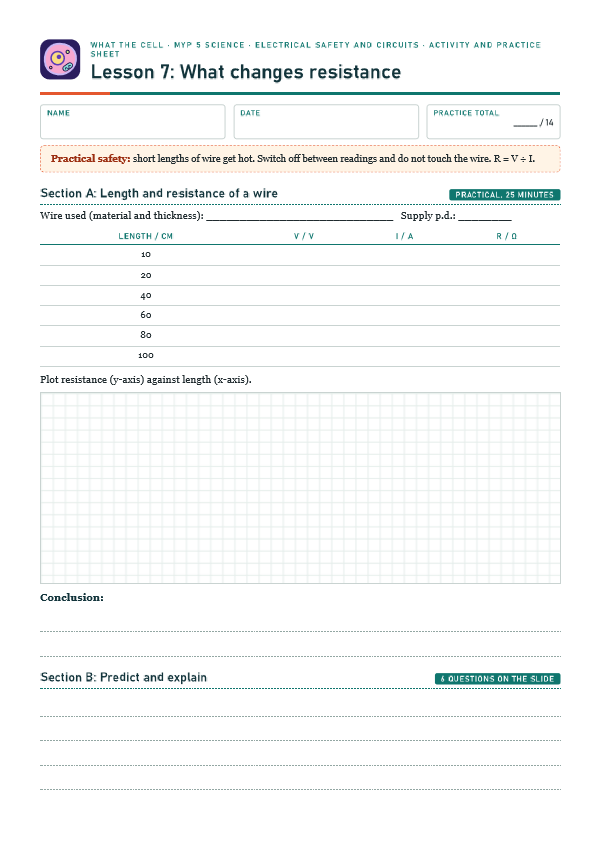 WHAT THE CELL · MYP 5 SCIENCE · ELECTRICAL SAFETY AND CIRCUITS · ACTIVITY AND PRACTICE
SHEET
Lesson 7: What changes resistance
NAME
DATE
PRACTICE TOTAL
_____ / 14
Practical safety: short lengths of wire get hot. Switch off between readings and do not touch the wire. R = V ÷ I.
Section A: Length and resistance of a wire
PRACTICAL, 25 MINUTES
Wire used (material and thickness): ___________________________________ Supply p.d.: __________
LENGTH / CM V / V I / A R / Ω
10
20
40
60
80
100
Plot resistance (y-axis) against length (x-axis).
Conclusion:
Section B: Predict and explain
6 QUESTIONS ON THE SLIDE